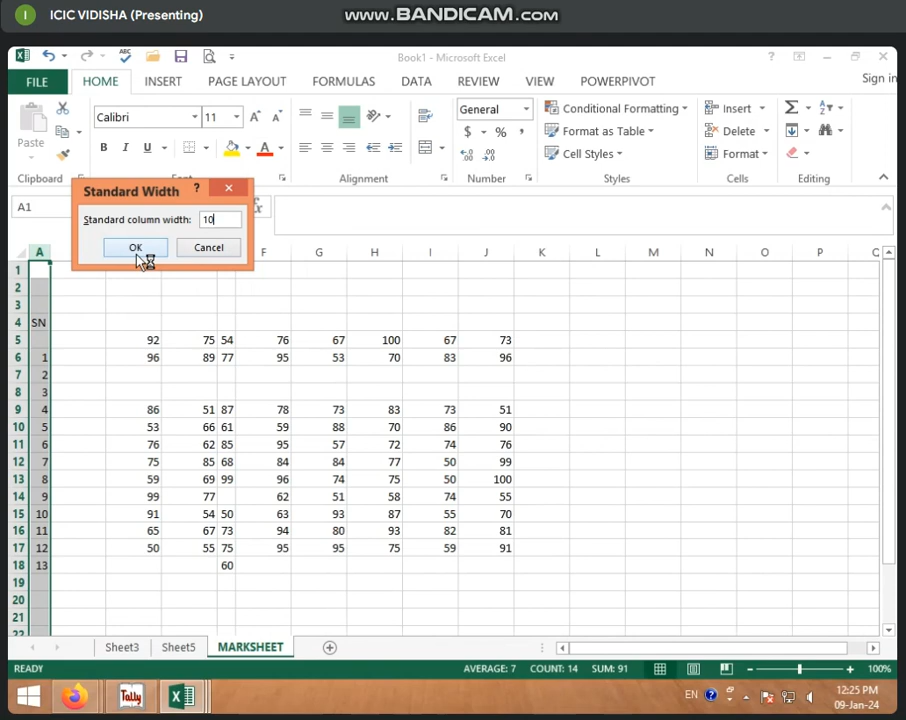 I ICIC VIDISHA (Presenting) www.BANDICAM.com
ABC Book1 - Microsoft Excel ?
FILE HOME INSERT PAGE LAYOUT FORMULAS DATA REVIEW VIEW POWERPIVOT Sign in
Calibri 11 A A General Conditional Formatting Insert Σ
Paste B I U A $ % , Format as Table Delete
Cell Styles Format
Clipboard Alignment Number Styles Cells Editing
Standard Width ?
A1 Standard column width: 10 fx
OK Cancel
A F G H I J K L M N O P Q
1
2
3
4 SN
5 92 75 54 76 67 100 67 73
6 1 96 89 77 95 53 70 83 96
7 2
8 3
9 4 86 51 87 78 73 83 73 51
10 5 53 66 61 59 88 70 86 90
11 6 76 62 85 95 57 72 74 76
12 7 75 85 68 84 84 77 50 99
13 8 59 69 99 96 74 75 50 100
14 9 99 77 62 51 58 74 55
15 10 91 54 50 63 93 87 55 70
16 11 65 67 73 94 80 93 82 81
17 12 50 55 75 95 95 75 59 91
18 13 60
19
20
21
22
Sheet3 Sheet5 MARKSHEET
READY AVERAGE: 7 COUNT: 14 SUM: 91 100%
Tally EN ? 12:25 PM
09-Jan-24